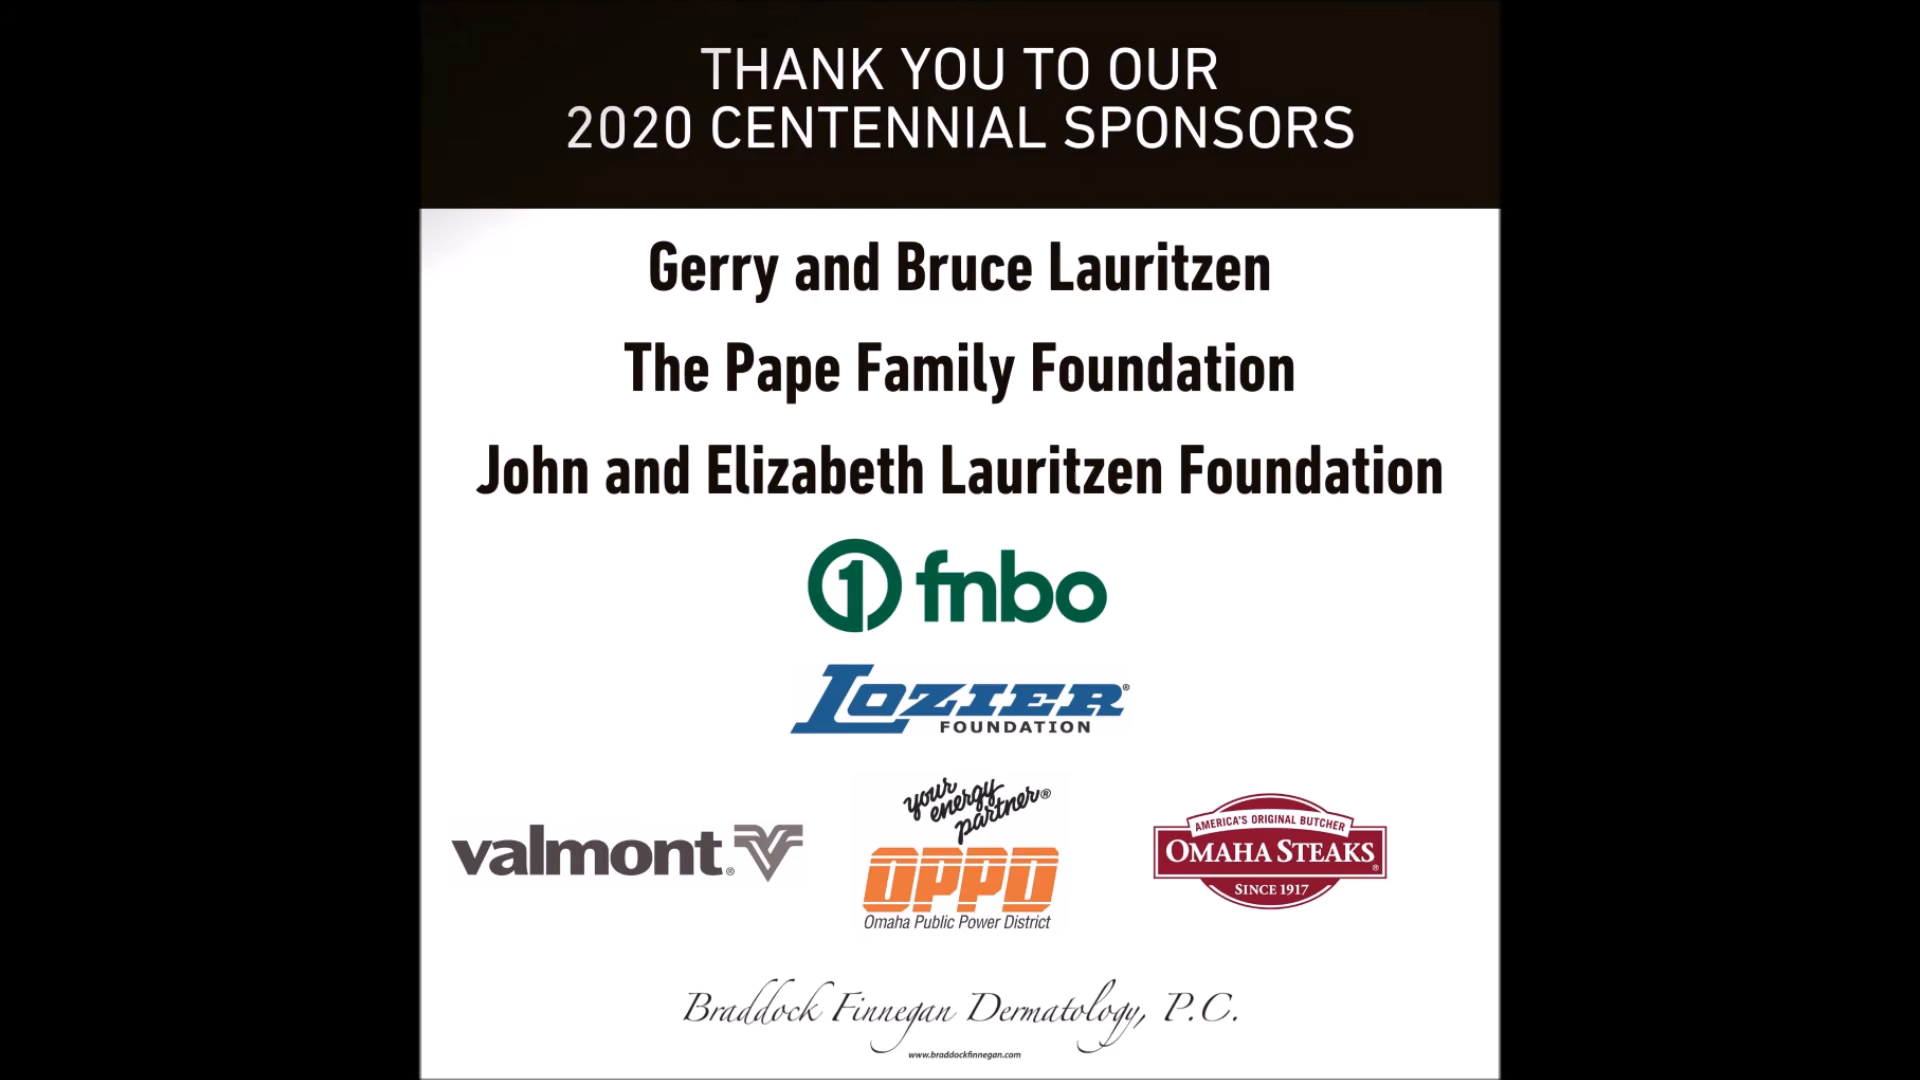 THANK YOU TO OUR
2020 CENTENNIAL SPONSORS
Gerry and Bruce Lauritzen
The Pape Family Foundation
John and Elizabeth Lauritzen Foundation
1 fnbo
LOZIER®
FOUNDATION
valmont®
your energy partner®
OPPD
Omaha Public Power District
AMERICA'S ORIGINAL BUTCHER
OMAHA STEAKS®
SINCE 1917
Braddock Finnegan Dermatology, P.C.
www.braddockfinnegan.com